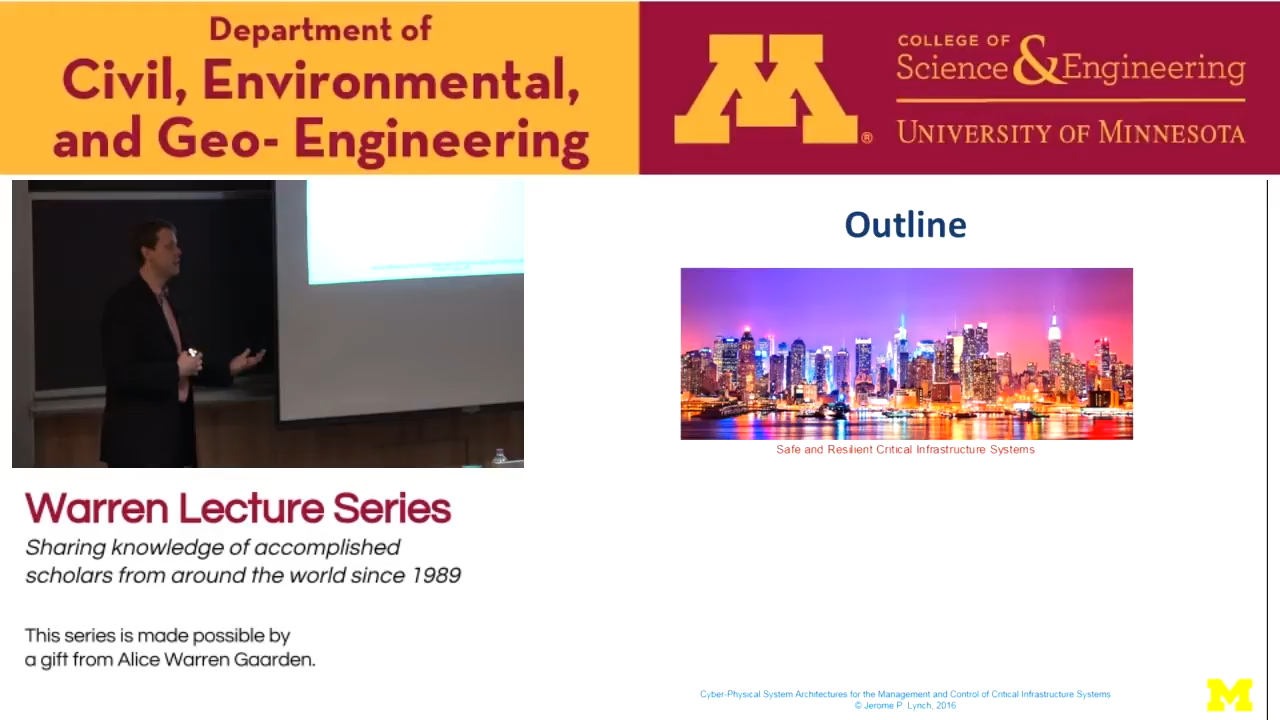 Department of
Civil, Environmental,
and Geo- Engineering
M®
COLLEGE OF
Science & Engineering
UNIVERSITY OF MINNESOTA
Outline
Safe and Resilient Critical Infrastructure Systems
Warren Lecture Series
Sharing knowledge of accomplished
scholars from around the world since 1989
This series is made possible by
a gift from Alice Warren Gaarden.
Cyber-Physical System Architectures for the Management and Control of Critical Infrastructure Systems
© Jerome P. Lynch, 2016
M